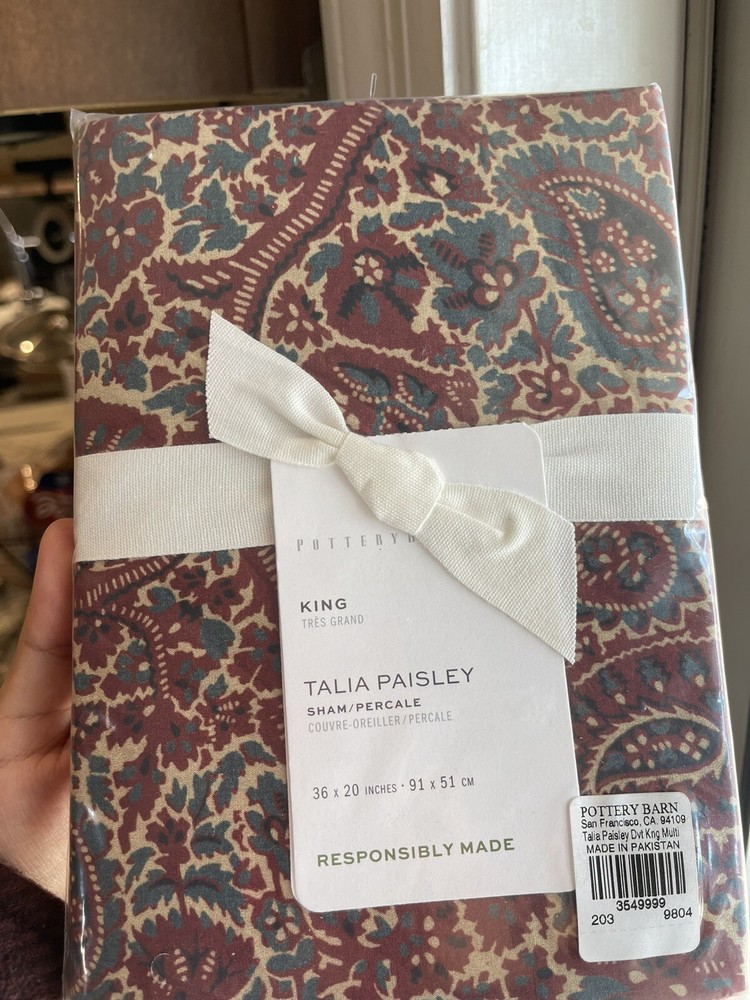 POTTERY
KING
TRÈS GRAND
TALIA PAISLEY
SHAM/PERCALE
COUVRE-OREILLER/PERCALE
36 x 20 INCHES · 91 x 51 CM
RESPONSIBLY MADE
POTTERY BARN
San Francisco, CA 94109
Talia Paisley Dvt Kng Multi
MADE IN PAKISTAN
3549999
203 9804